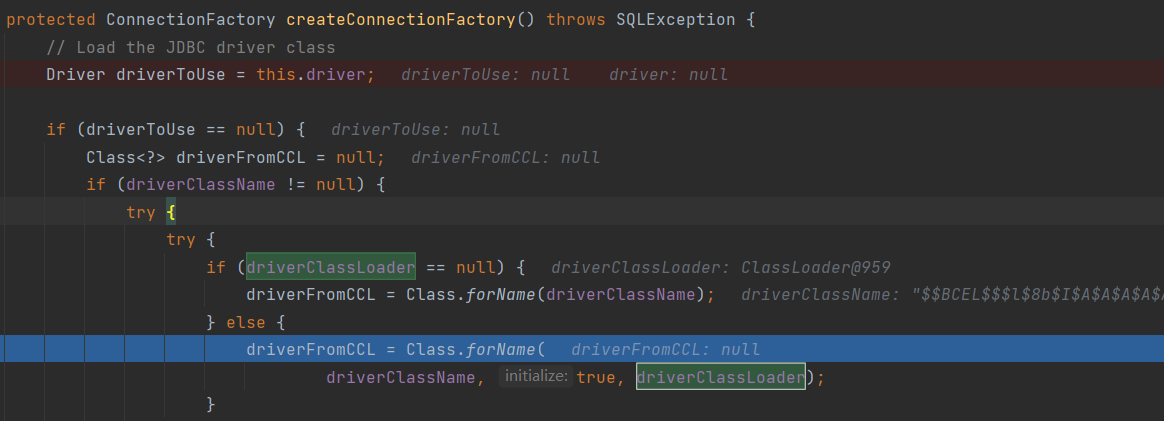 protected ConnectionFactory createConnectionFactory() throws SQLException {
// Load the JDBC driver class
Driver driverToUse = this.driver; driverToUse: null driver: null
if (driverToUse == null) { driverToUse: null
Class<?> driverFromCCL = null; driverFromCCL: null
if (driverClassName != null) {
try {
try {
if (driverClassLoader == null) { driverClassLoader: ClassLoader@959
driverFromCCL = Class.forName(driverClassName); driverClassName: "$$BCEL$$$l$8b$I$A$A$A$A$A
} else {
driverFromCCL = Class.forName( driverFromCCL: null
driverClassName, initialize: true, driverClassLoader);
}